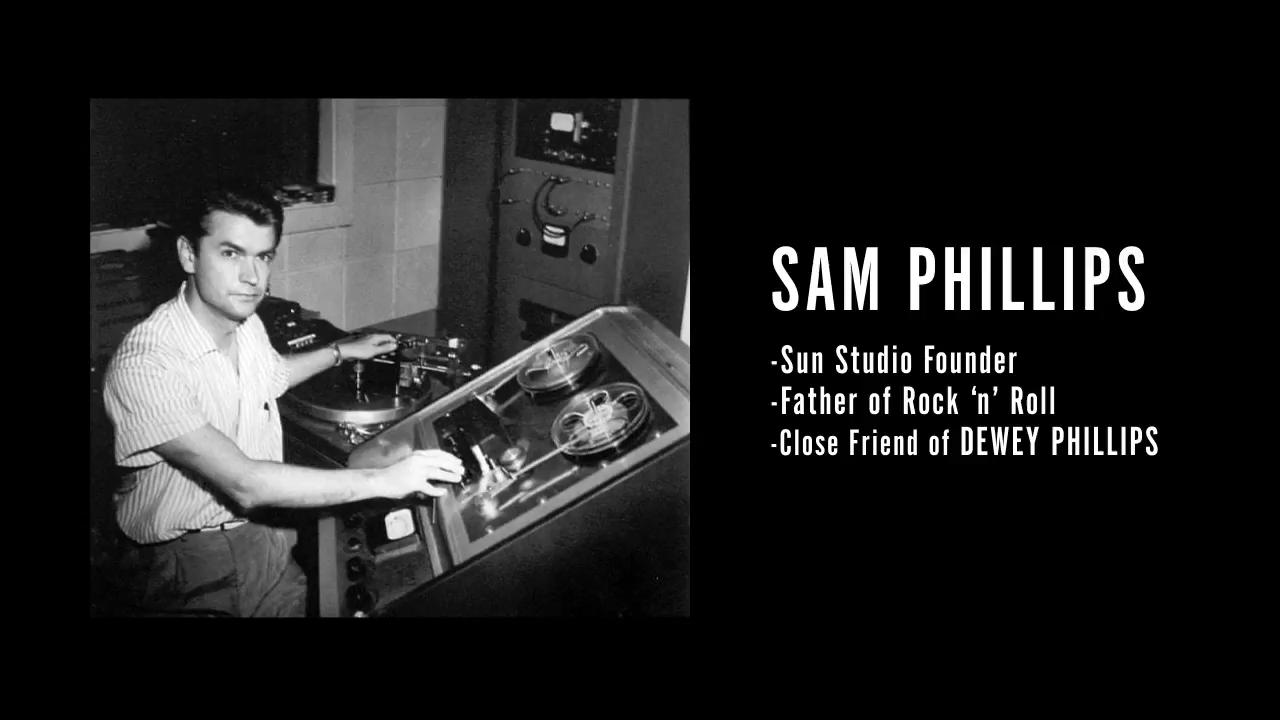 SAM PHILLIPS
-Sun Studio Founder
-Father of Rock ‘n’ Roll
-Close Friend of DEWEY PHILLIPS